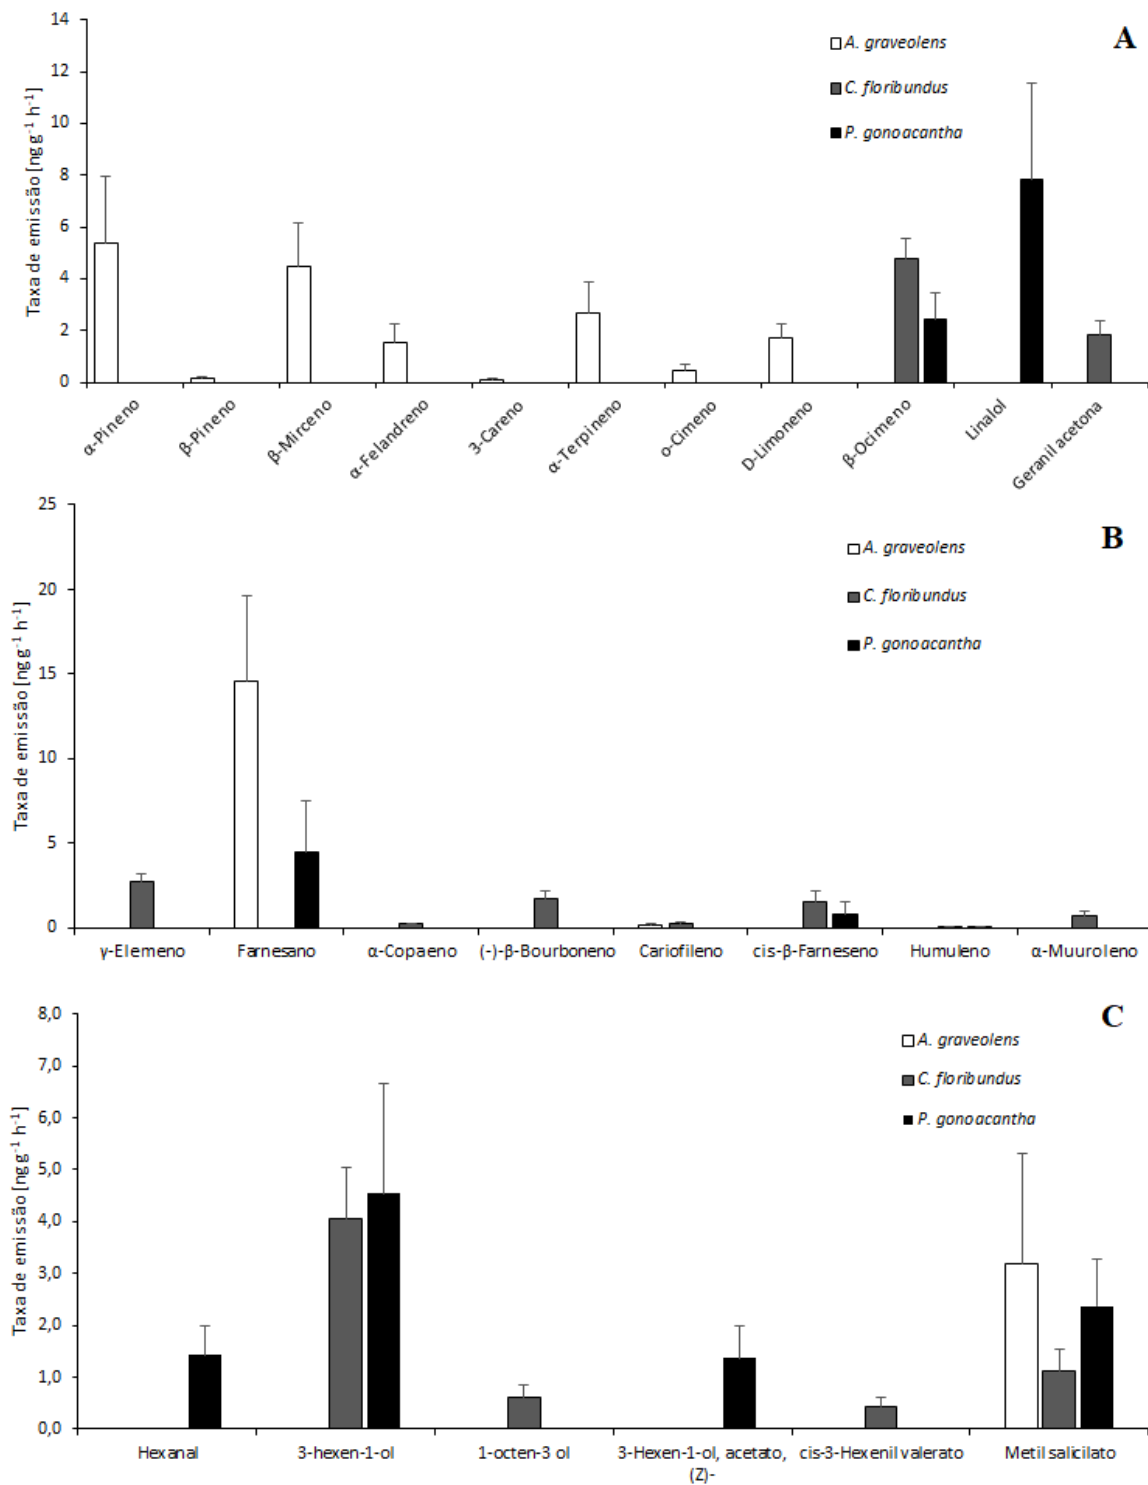 A
Taxa de emissão [ng g⁻¹ h⁻¹]
14
12
10
8
6
4
2
0
A. graveolens
C. floribundus
P. gonoacantha
α-Pineno
β-Pineno
β-Mirceno
α-Felandreno
3-Careno
α-Terpineno
o-Cimeno
D-Limoneno
β-Ocimeno
Linalol
Geranil acetona
B
Taxa de emissão [ng g⁻¹ h⁻¹]
25
20
15
10
5
0
A. graveolens
C. floribundus
P. gonoacantha
γ-Ellemeno
Farnesano
α-Copaeno
(-)-β-Bourboneno
Cariofileno
cis-β-Farneseno
Humuleno
α-Muuroleno
C
Taxa de emissão [ng g⁻¹ h⁻¹]
8,0
7,0
6,0
5,0
4,0
3,0
2,0
1,0
0,0
A. graveolens
C. floribundus
P. gonoacantha
Hexanal
3-hexen-1-ol
1-octen-3 ol
3-Hexen-1-ol, acetato,
(Z)-
cis-3-Hexenil valerato
Metil salicilato